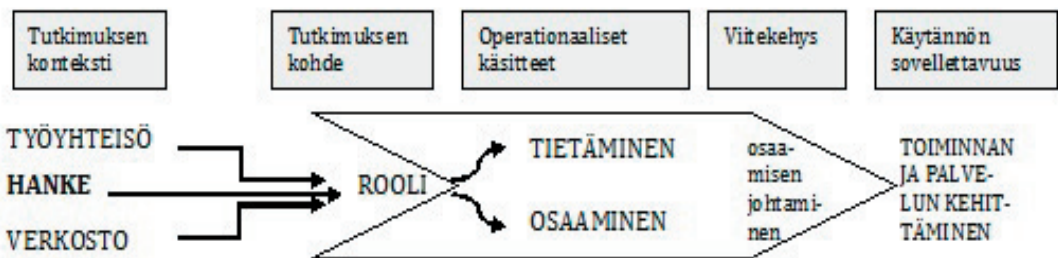 Tutkimuksen
konteksti
Tutkimuksen
kohde
Operationaaliset
käsitteet
Viitekehys
Käytännön
sovellettavuus
TYÖYHTEISÖ
HANKE
VERKOSTO
ROOLI
TIETÄMINEN
OSAAMINEN
osaa-
misen
johtami-
nen
TOIMINNAN
JA PALVE-
LUN KEHIT-
TÄMINEN